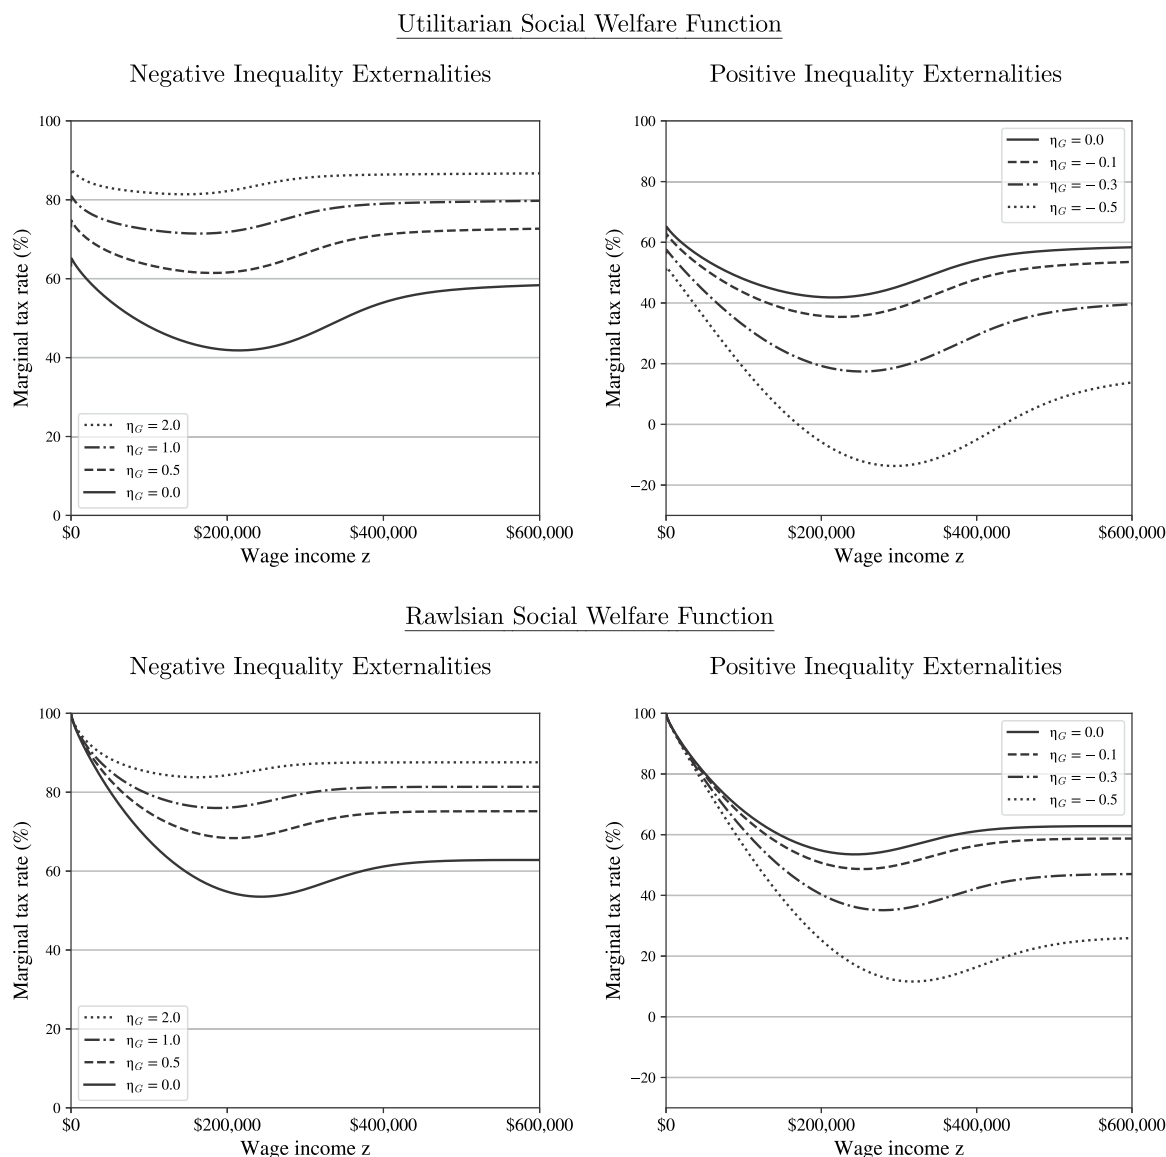 Utilitarian Social Welfare Function
Negative Inequality Externalities
Marginal tax rate (%)
100
80
60
40
20
0
η_G = 2.0
η_G = 1.0
η_G = 0.5
η_G = 0.0
$0 $200,000 $400,000 $600,000
Wage income z
Positive Inequality Externalities
Marginal tax rate (%)
100
80
60
40
20
0
−20
η_G = 0.0
η_G = − 0.1
η_G = − 0.3
η_G = − 0.5
$0 $200,000 $400,000 $600,000
Wage income z
Rawlsian Social Welfare Function
Negative Inequality Externalities
Marginal tax rate (%)
100
80
60
40
20
0
η_G = 2.0
η_G = 1.0
η_G = 0.5
η_G = 0.0
$0 $200,000 $400,000 $600,000
Wage income z
Positive Inequality Externalities
Marginal tax rate (%)
100
80
60
40
20
0
−20
η_G = 0.0
η_G = − 0.1
η_G = − 0.3
η_G = − 0.5
$0 $200,000 $400,000 $600,000
Wage income z